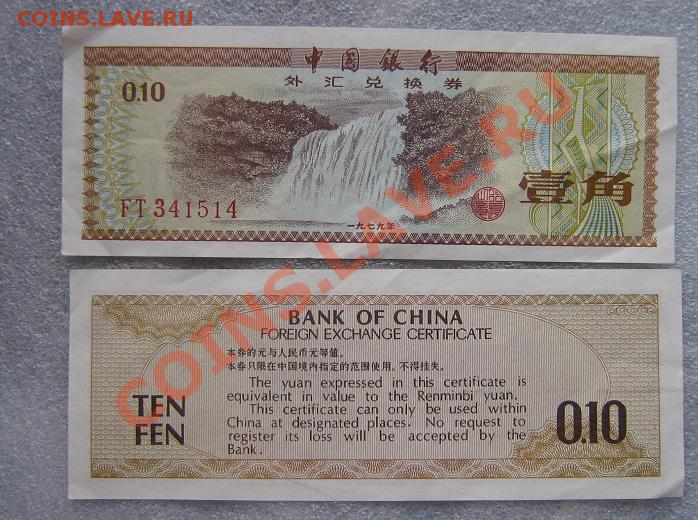 COINS.LAVE.RU
中国银行
外汇兑换券
0.10
FT 341514
一九七九年
壹角
COINS.LAVE.RU
BANK OF CHINA
FOREIGN EXCHANGE CERTIFICATE
本券的元与人民币元等值。
本券只限在中国境内指定的范围使用。不得挂失。
The yuan expressed in this certificate is
equivalent in value to the Renminbi yuan.
This certificate can only be used within
China at designated places. No request to
register its loss will be accepted by the
Bank.
TEN
FEN
0.10